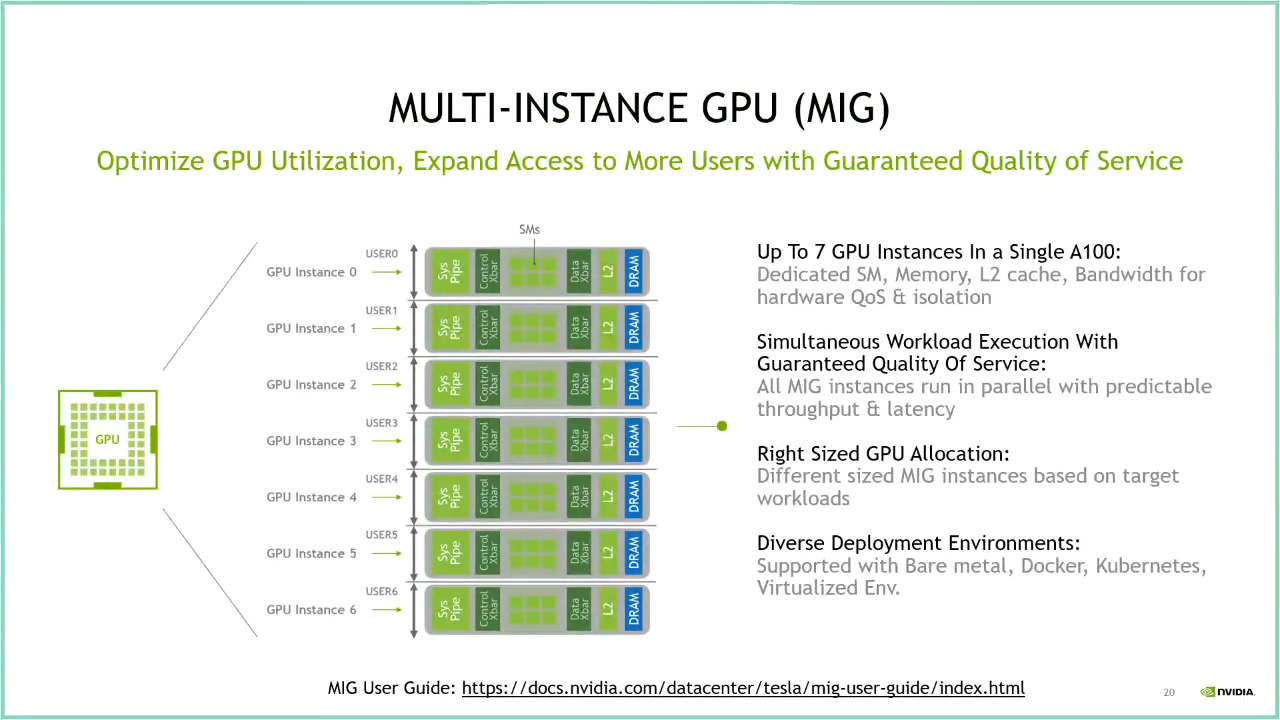 MULTI-INSTANCE GPU (MIG)
Optimize GPU Utilization, Expand Access to More Users with Guaranteed Quality of Service
SMs
GPU
USER0
GPU Instance 0
Sys Pipe
Control Xbar
Data Xbar
L2
DRAM
USER1
GPU Instance 1
Sys Pipe
Control Xbar
Data Xbar
L2
DRAM
USER2
GPU Instance 2
Sys Pipe
Control Xbar
Data Xbar
L2
DRAM
USER3
GPU Instance 3
Sys Pipe
Control Xbar
Data Xbar
L2
DRAM
USER4
GPU Instance 4
Sys Pipe
Control Xbar
Data Xbar
L2
DRAM
USER5
GPU Instance 5
Sys Pipe
Control Xbar
Data Xbar
L2
DRAM
USER6
GPU Instance 6
Sys Pipe
Control Xbar
Data Xbar
L2
DRAM
Up To 7 GPU Instances In a Single A100:
Dedicated SM, Memory, L2 cache, Bandwidth for
hardware QoS & isolation
Simultaneous Workload Execution With
Guaranteed Quality Of Service:
All MIG instances run in parallel with predictable
throughput & latency
Right Sized GPU Allocation:
Different sized MIG instances based on target
workloads
Diverse Deployment Environments:
Supported with Bare metal, Docker, Kubernetes,
Virtualized Env.
MIG User Guide: https://docs.nvidia.com/datacenter/tesla/mig-user-guide/index.html
20
NVIDIA.